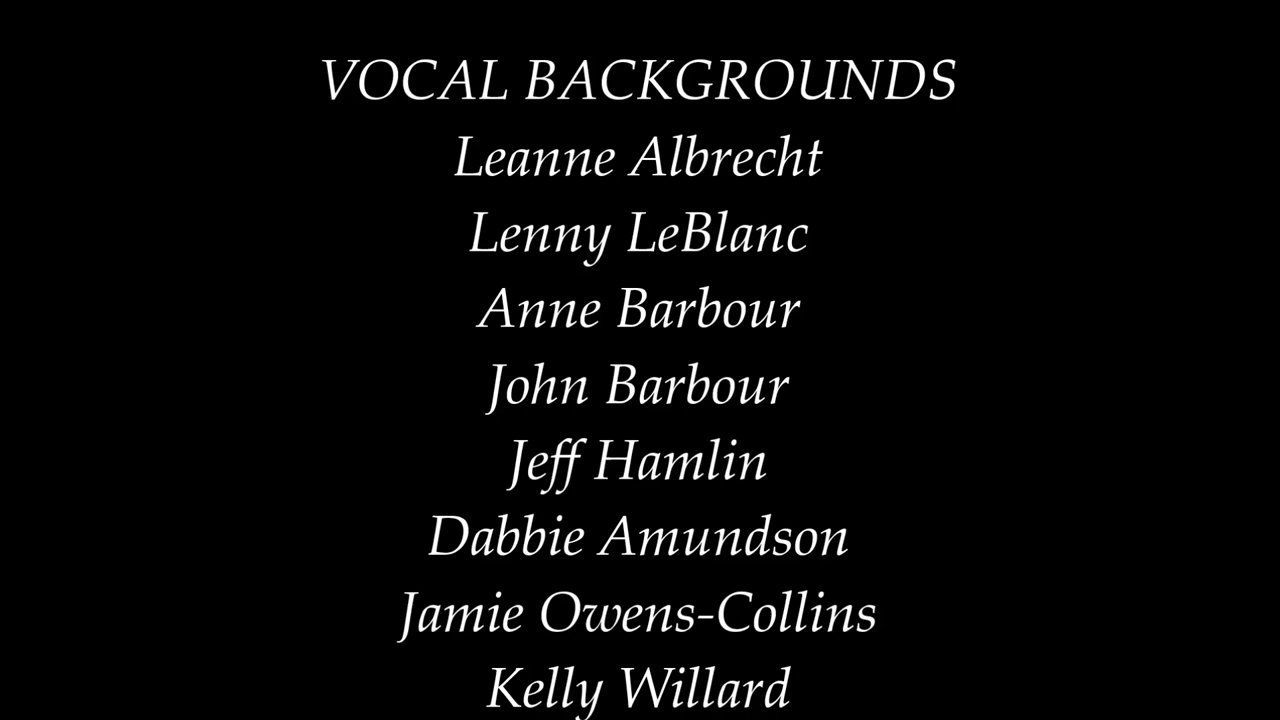 VOCAL BACKGROUNDS
Leanne Albrecht
Lenny LeBlanc
Anne Barbour
John Barbour
Jeff Hamlin
Dabbie Amundson
Jamie Owens-Collins
Kelly Willard